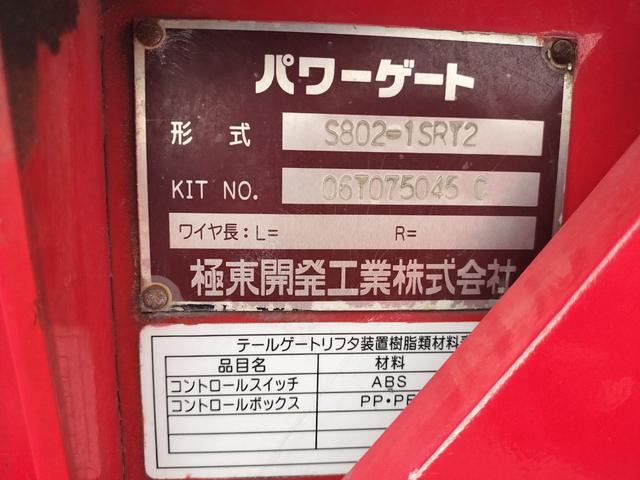 パワーゲート
形 式 S802-1SRT2
KIT NO. 06T075045 C
ワイヤ長:L= R=
極東開発工業株式会社
テールゲートリフタ装置樹脂類材料
品目名 材料
コントロールスイッチ ABS
コントロールボックス PP・PE